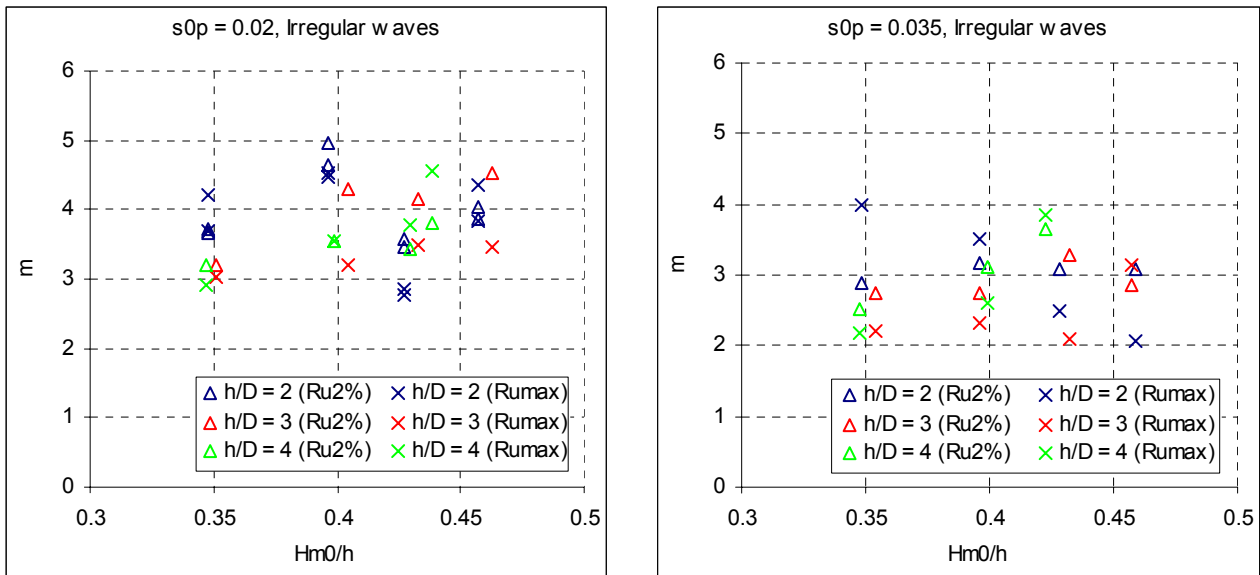 s0p = 0.02, Irregular waves
6
5
4
3
2
1
0
m
h/D = 2 (Ru2%) h/D = 2 (Rumax)
h/D = 3 (Ru2%) h/D = 3 (Rumax)
h/D = 4 (Ru2%) h/D = 4 (Rumax)
0.3 0.35 0.4 0.45 0.5
Hm0/h
s0p = 0.035, Irregular waves
6
5
4
3
2
1
0
m
h/D = 2 (Ru2%) h/D = 2 (Rumax)
h/D = 3 (Ru2%) h/D = 3 (Rumax)
h/D = 4 (Ru2%) h/D = 4 (Rumax)
0.3 0.35 0.4 0.45 0.5
Hm0/h